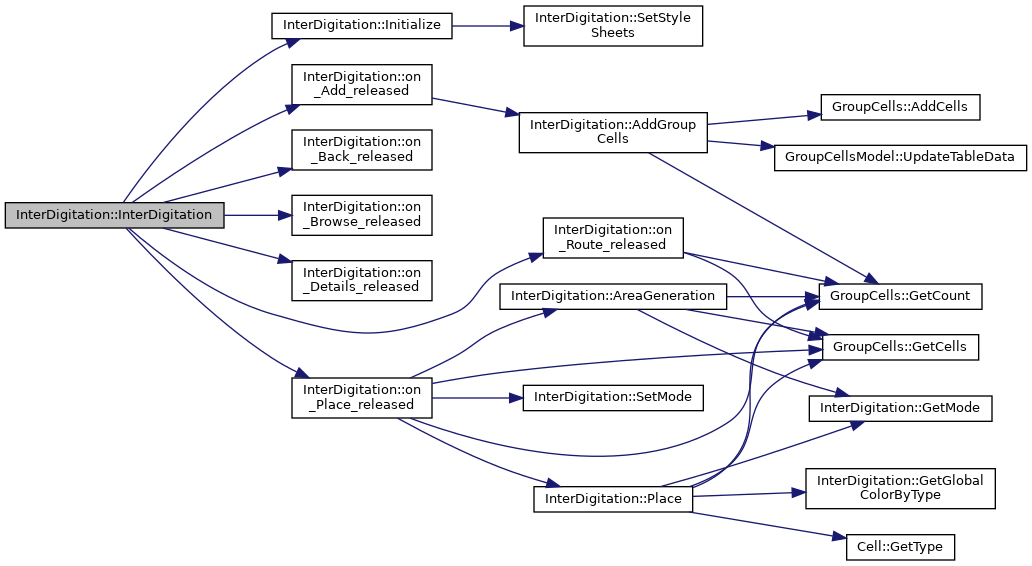 InterDigitation::InterDigitation
InterDigitation::Initialize
InterDigitation::SetStyle
Sheets
InterDigitation::on
_Add_released
InterDigitation::AddGroup
Cells
GroupCells::AddCells
GroupCellsModel::UpdateTableData
InterDigitation::on
_Back_released
InterDigitation::on
_Browse_released
InterDigitation::on
_Details_released
InterDigitation::on
_Route_released
InterDigitation::AreaGeneration
GroupCells::GetCount
GroupCells::GetCells
InterDigitation::on
_Place_released
InterDigitation::SetMode
InterDigitation::GetMode
InterDigitation::Place
InterDigitation::GetGlobal
ColorByType
Cell::GetType